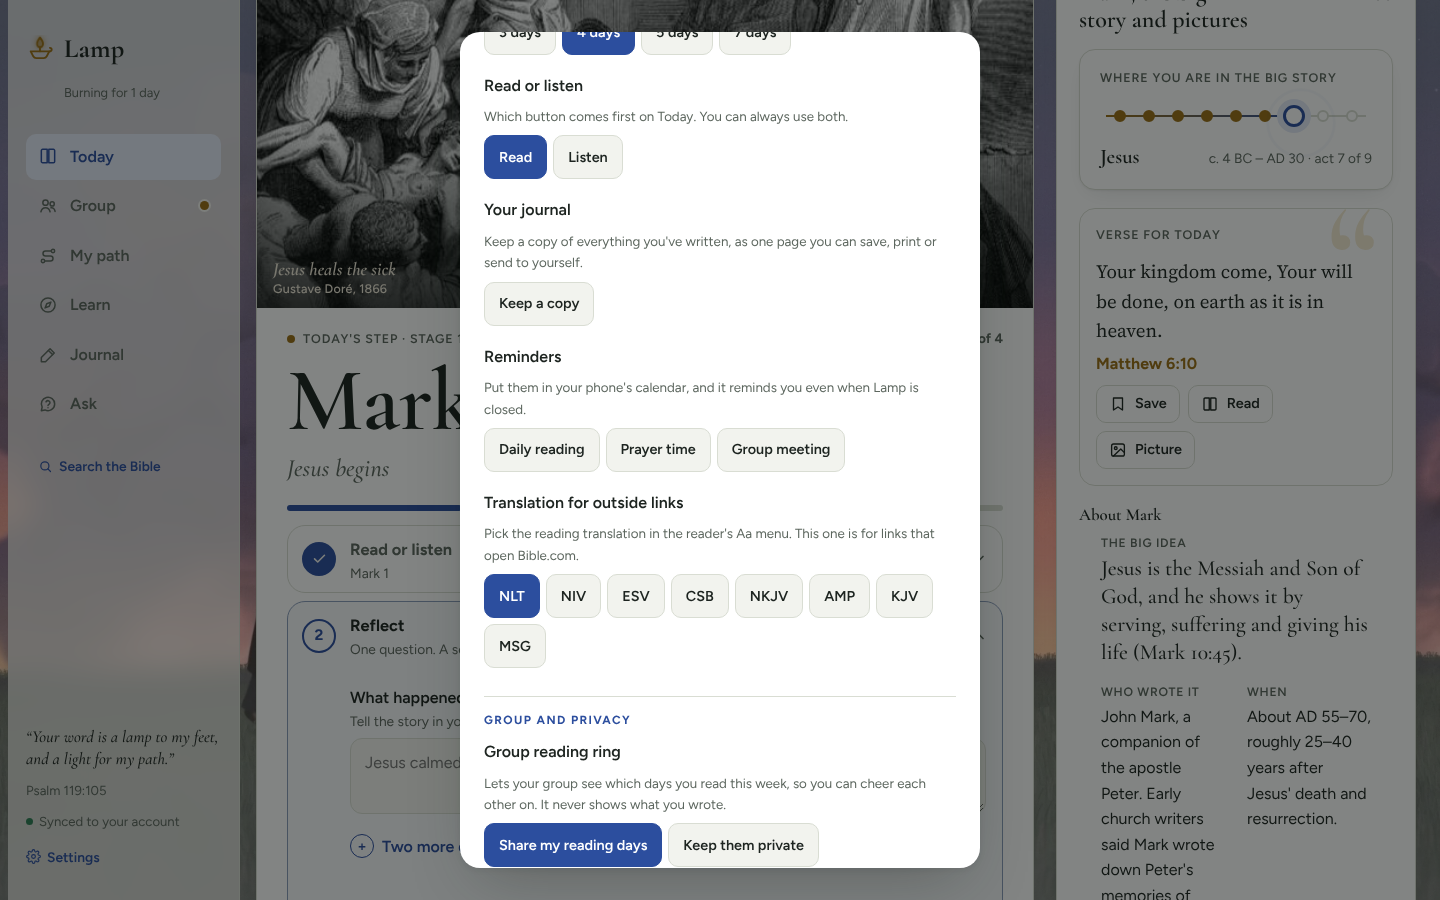 Lamp
Burning for 1 day
Today
Group
My path
Learn
Journal
Ask
Search the Bible
“Your word is a lamp to my feet,
and a light for my path.”
Psalm 119:105
Synced to your account
Settings
Jesus heals the sick
Gustave Doré, 1866
TODAY'S STEP · STAGE
of 4
Mark
Jesus begins
Read or listen
Mark 1
2
Reflect
One question. A
What happened
Tell the story in
Jesus calmed
Two more
3 days
4 days
5 days
7 days
Read or listen
Which button comes first on Today. You can always use both.
Read
Listen
Your journal
Keep a copy of everything you've written, as one page you can save, print or
send to yourself.
Keep a copy
Reminders
Put them in your phone's calendar, and it reminds you even when Lamp is
closed.
Daily reading
Prayer time
Group meeting
Translation for outside links
Pick the reading translation in the reader's Aa menu. This one is for links that
open Bible.com.
NLT
NIV
ESV
CSB
NKJV
AMP
KJV
MSG
GROUP AND PRIVACY
Group reading ring
Lets your group see which days you read this week, so you can cheer each
other on. It never shows what you wrote.
Share my reading days
Keep them private
story and pictures
WHERE YOU ARE IN THE BIG STORY
Jesus
c. 4 BC – AD 30 · act 7 of 9
VERSE FOR TODAY
Your kingdom come, Your will
be done, on earth as it is in
heaven.
Matthew 6:10
Save
Read
Picture
About Mark
THE BIG IDEA
Jesus is the Messiah and Son of
God, and he shows it by
serving, suffering and giving his
life (Mark 10:45).
WHO WROTE IT
John Mark, a
companion of
the apostle
Peter. Early
church writers
said Mark wrote
down Peter's
memories of
WHEN
About AD 55–70,
roughly 25–40
years after
Jesus' death and
resurrection.